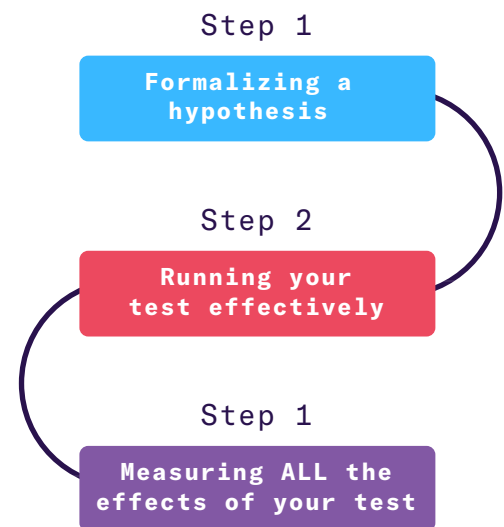 Step 1
Formalizing a
hypothesis
Step 2
Running your
test effectively
Step 1
Measuring ALL the
effects of your test